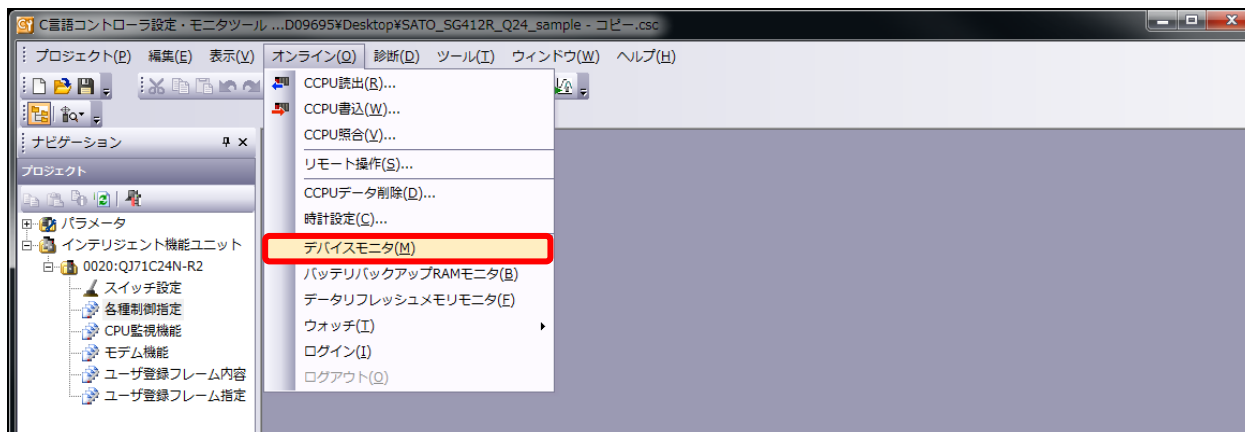 C言語コントローラ設定・モニタツール ...D09695¥Desktop¥SATO_SG412R_Q24_sample - コピー.csc
プロジェクト(P) 編集(E) 表示(V) オンライン(O) 診断(D) ツール(T) ウィンドウ(W) ヘルプ(H)
CCPU読出(R)...
CCPU書込(W)...
CCPU照合(V)...
リモート操作(S)...
CCPUデータ削除(D)...
時計設定(C)...
デバイスモニタ(M)
バッテリバックアップRAMモニタ(B)
データリフレッシュメモリモニタ(F)
ウォッチ(T)
ログイン(I)
ログアウト(O)
ナビゲーション
プロジェクト
パラメータ
インテリジェント機能ユニット
0020:QJ71C24N-R2
スイッチ設定
各種制御指定
CPU監視機能
モデム機能
ユーザ登録フレーム内容
ユーザ登録フレーム指定